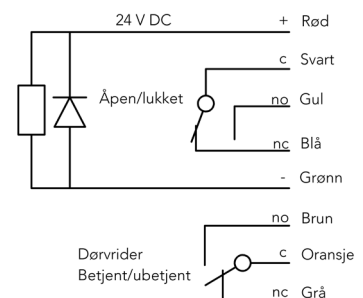 24 V DC + Rød
c Svart
Åpen/lukket no Gul
nc Blå
- Grønn
no Brun
Dørvrider c Oransje
Betjent/ubetjent
nc Grå